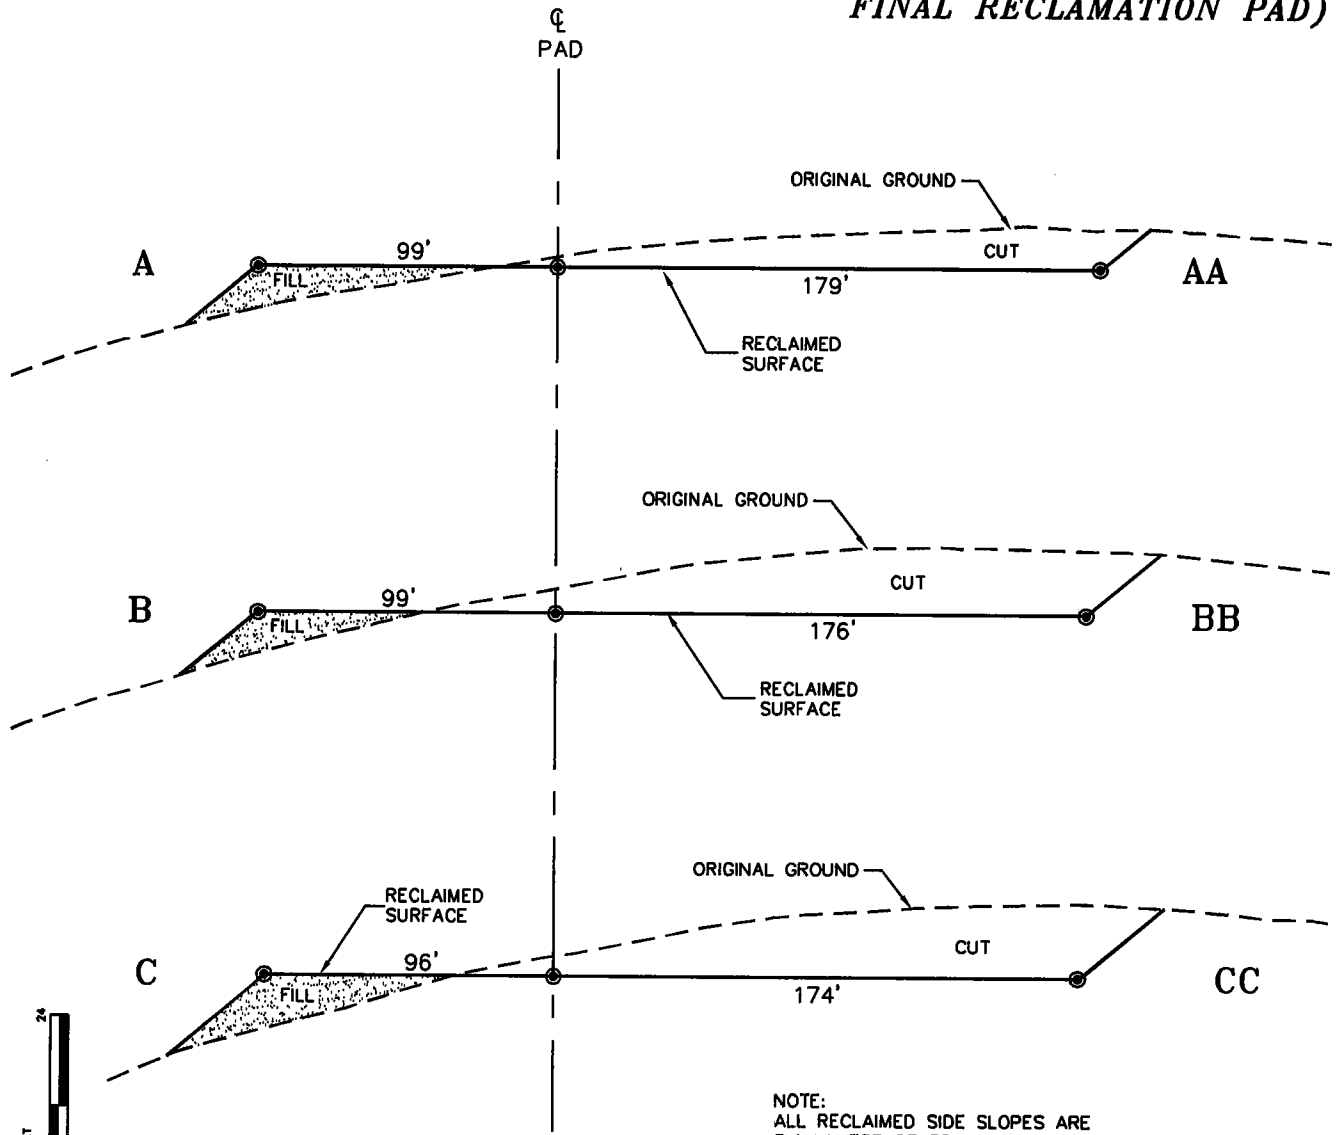 FINAL RECLAMATION PAD)
℄
PAD
ORIGINAL GROUND
A
99'
FILL
CUT
179'
AA
RECLAIMED
SURFACE
ORIGINAL GROUND
B
99'
FILL
CUT
176'
BB
RECLAIMED
SURFACE
ORIGINAL GROUND
RECLAIMED
SURFACE
C
96'
FILL
CUT
174'
CC
24
NOTE:
ALL RECLAIMED SIDE SLOPES ARE